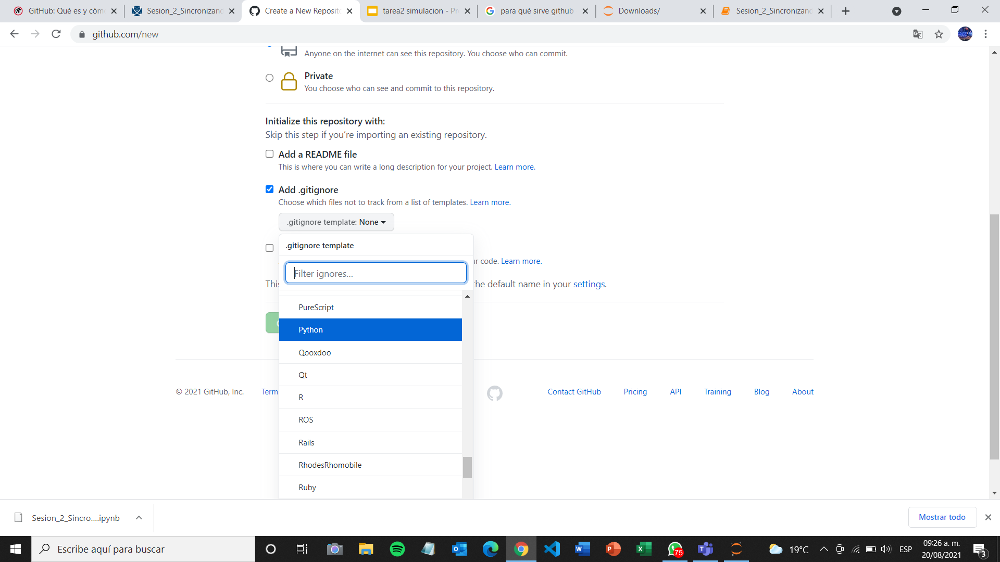 GitHub: Qué es y cóm
Sesion_2_Sincronizand
Create a New Reposito
tarea2 simulacion - Pr
para qué sirve github
Downloads/
Sesion_2_Sincronizand
github.com/new
Anyone on the internet can see this repository. You choose who can commit.
Private
You choose who can see and commit to this repository.
Initialize this repository with:
Skip this step if you’re importing an existing repository.
Add a README file
This is where you can write a long description for your project. Learn more.
Add .gitignore
Choose which files not to track from a list of templates. Learn more.
.gitignore template: None
.gitignore template
ur code. Learn more.
Filter ignores...
This
the default name in your settings.
PureScript
Python
Qooxdoo
Qt
R
ROS
Rails
RhodesRhomobile
Ruby
© 2021 GitHub, Inc.
Term
Contact GitHub
Pricing
API
Training
Blog
About
Sesion_2_Sincro....ipynb
Mostrar todo
Escribe aquí para buscar
75
19°C
ESP
09:26 a. m.
20/08/2021
3